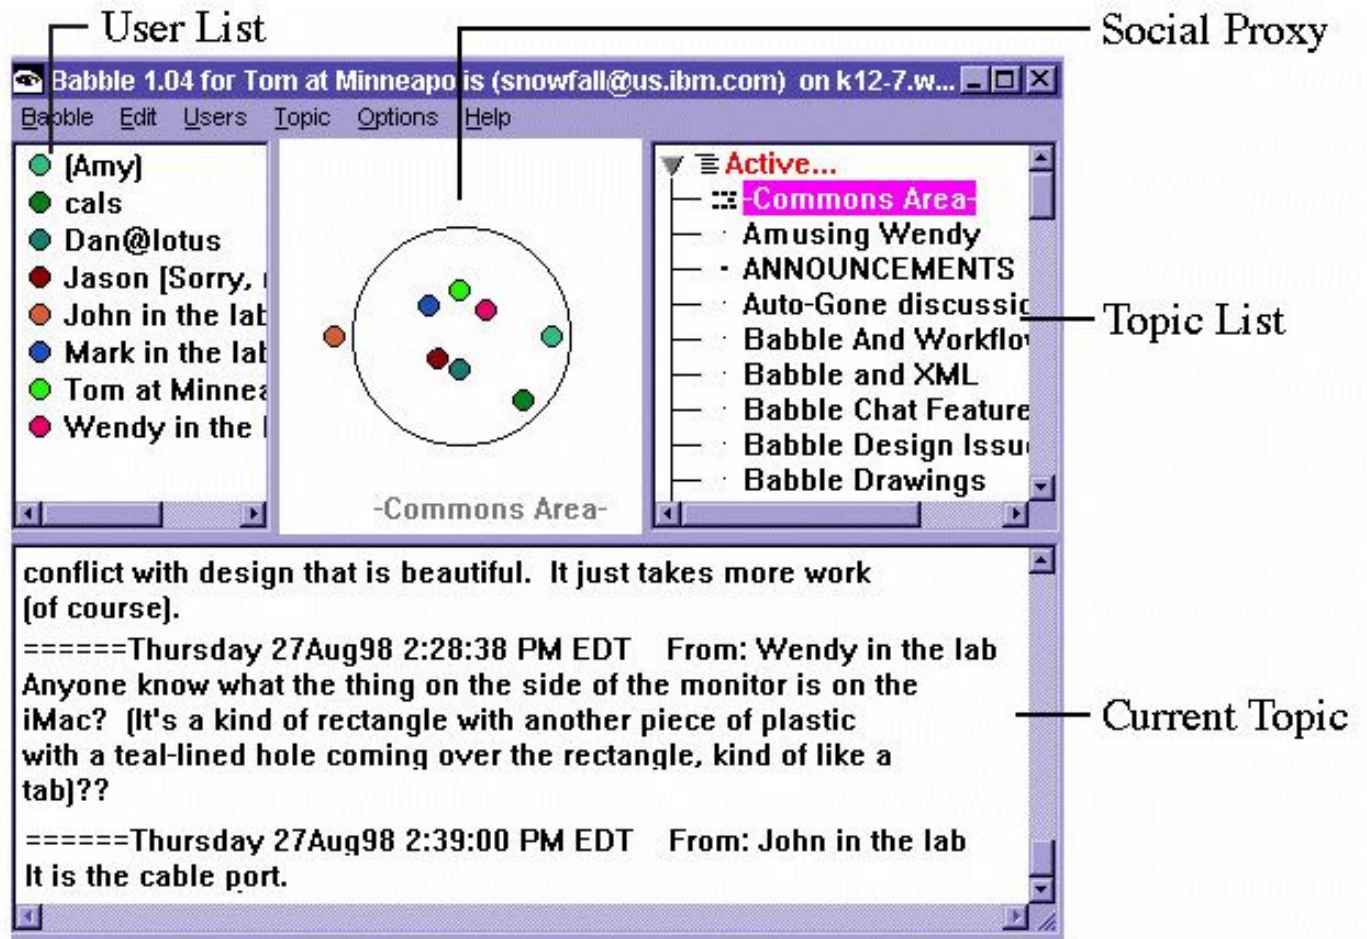 User List
Social Proxy
Babble 1.04 for Tom at Minneapolis (snowfall@us.ibm.com) on k12-7.w...
Babble Edit Users Topic Options Help
(Amy)
cals
Dan@lotus
Jason [Sorry,
John in the lab
Mark in the lab
Tom at Minnea
Wendy in the
-Commons Area-
Active...
-Commons Area-
Amusing Wendy
ANNOUNCEMENTS
Auto-Gone discussio
Babble And Workflow
Babble and XML
Babble Chat Feature
Babble Design Issu
Babble Drawings
Topic List
conflict with design that is beautiful. It just takes more work
(of course).
======Thursday 27Aug98 2:28:38 PM EDT From: Wendy in the lab
Anyone know what the thing on the side of the monitor is on the
iMac? (It's a kind of rectangle with another piece of plastic
with a teal-lined hole coming over the rectangle, kind of like a
tab)??
======Thursday 27Aug98 2:39:00 PM EDT From: John in the lab
It is the cable port.
Current Topic